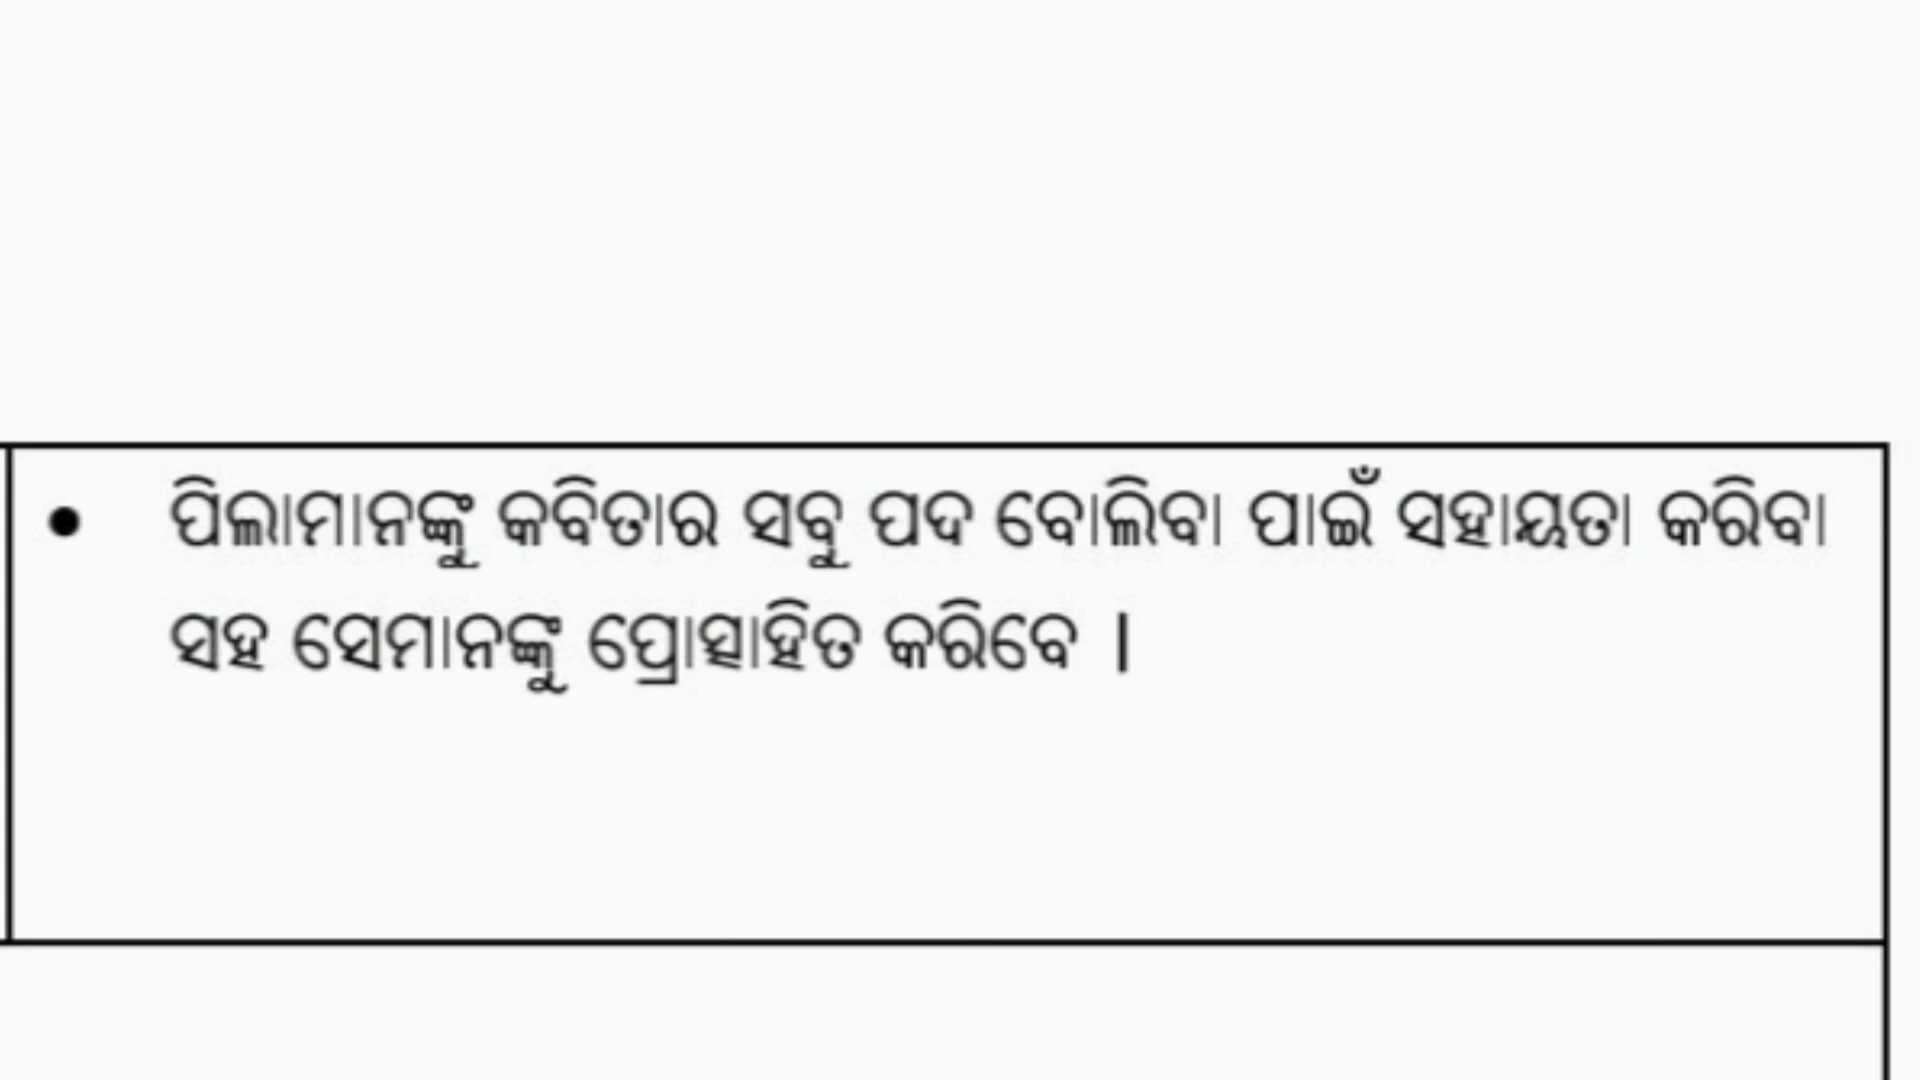 • ପିଲାମାନଙ୍କୁ କବିତାର ସବୁ ପଦ ବୋଲିବା ପାଇଁ ସହାୟତା କରିବା
ସହ ସେମାନଙ୍କୁ ପ୍ରୋତ୍ସାହିତ କରିବେ |